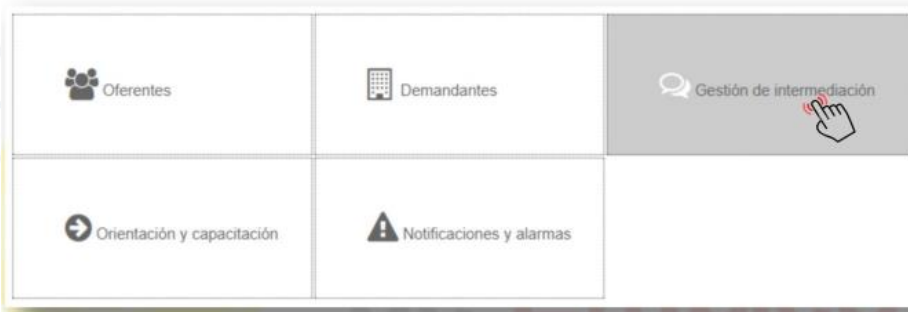 Oferentes
Demandantes
Gestión de intermediación
Orientación y capacitación
Notificaciones y alarmas